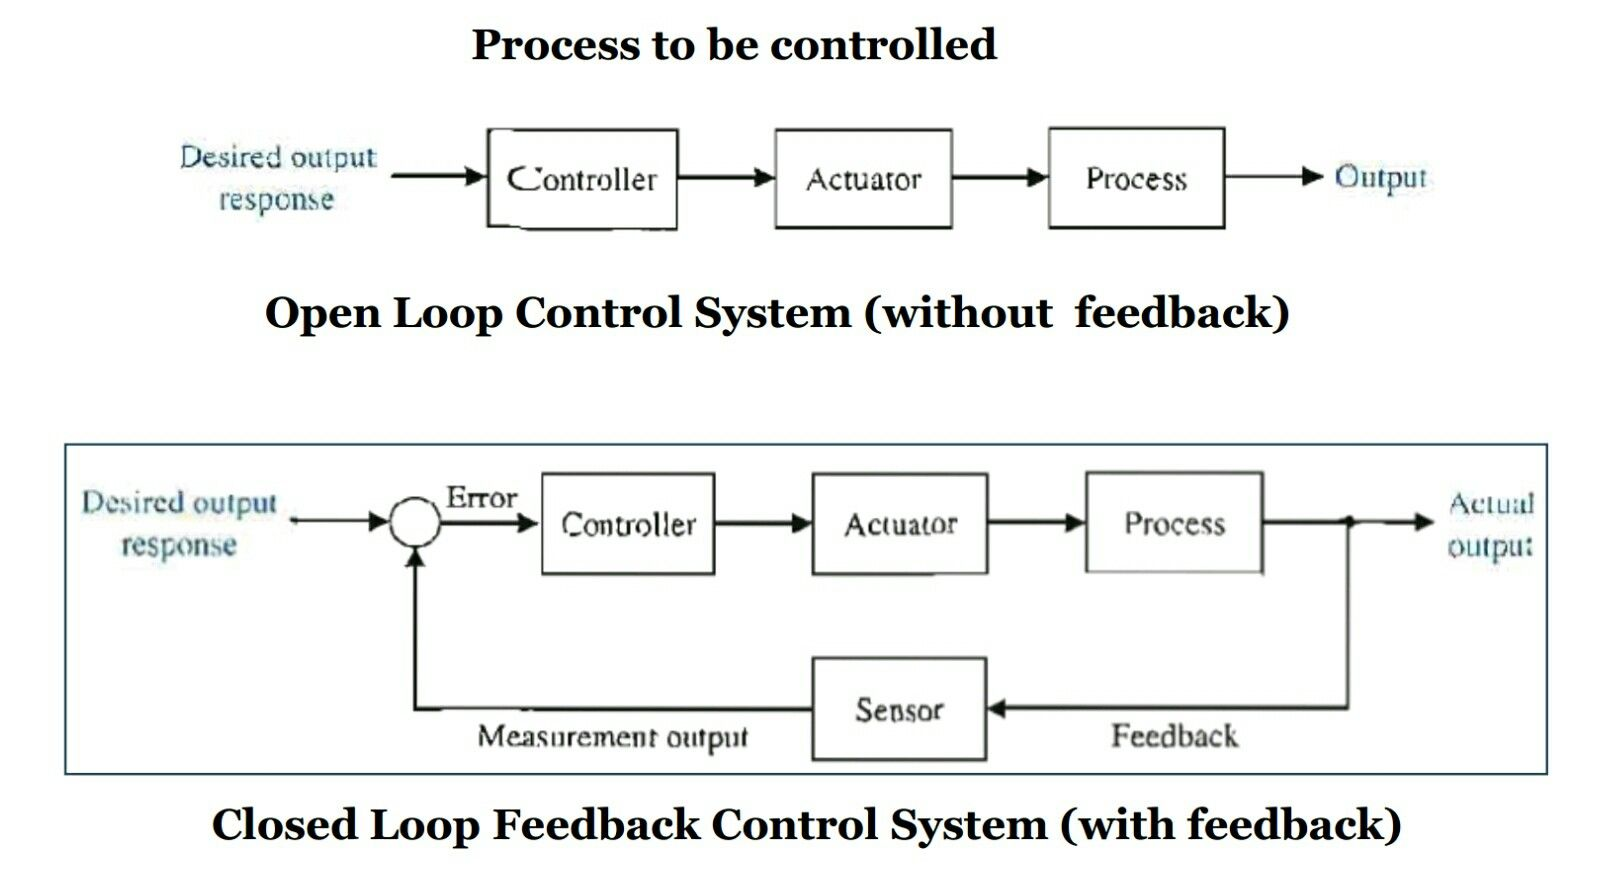 Process to be controlled
Desired output
response
Controller
Actuator
Process
Output
Open Loop Control System (without feedback)
Desired output
response
Error
Controller
Actuator
Process
Actual
output
Sensor
Measurement output
Feedback
Closed Loop Feedback Control System (with feedback)